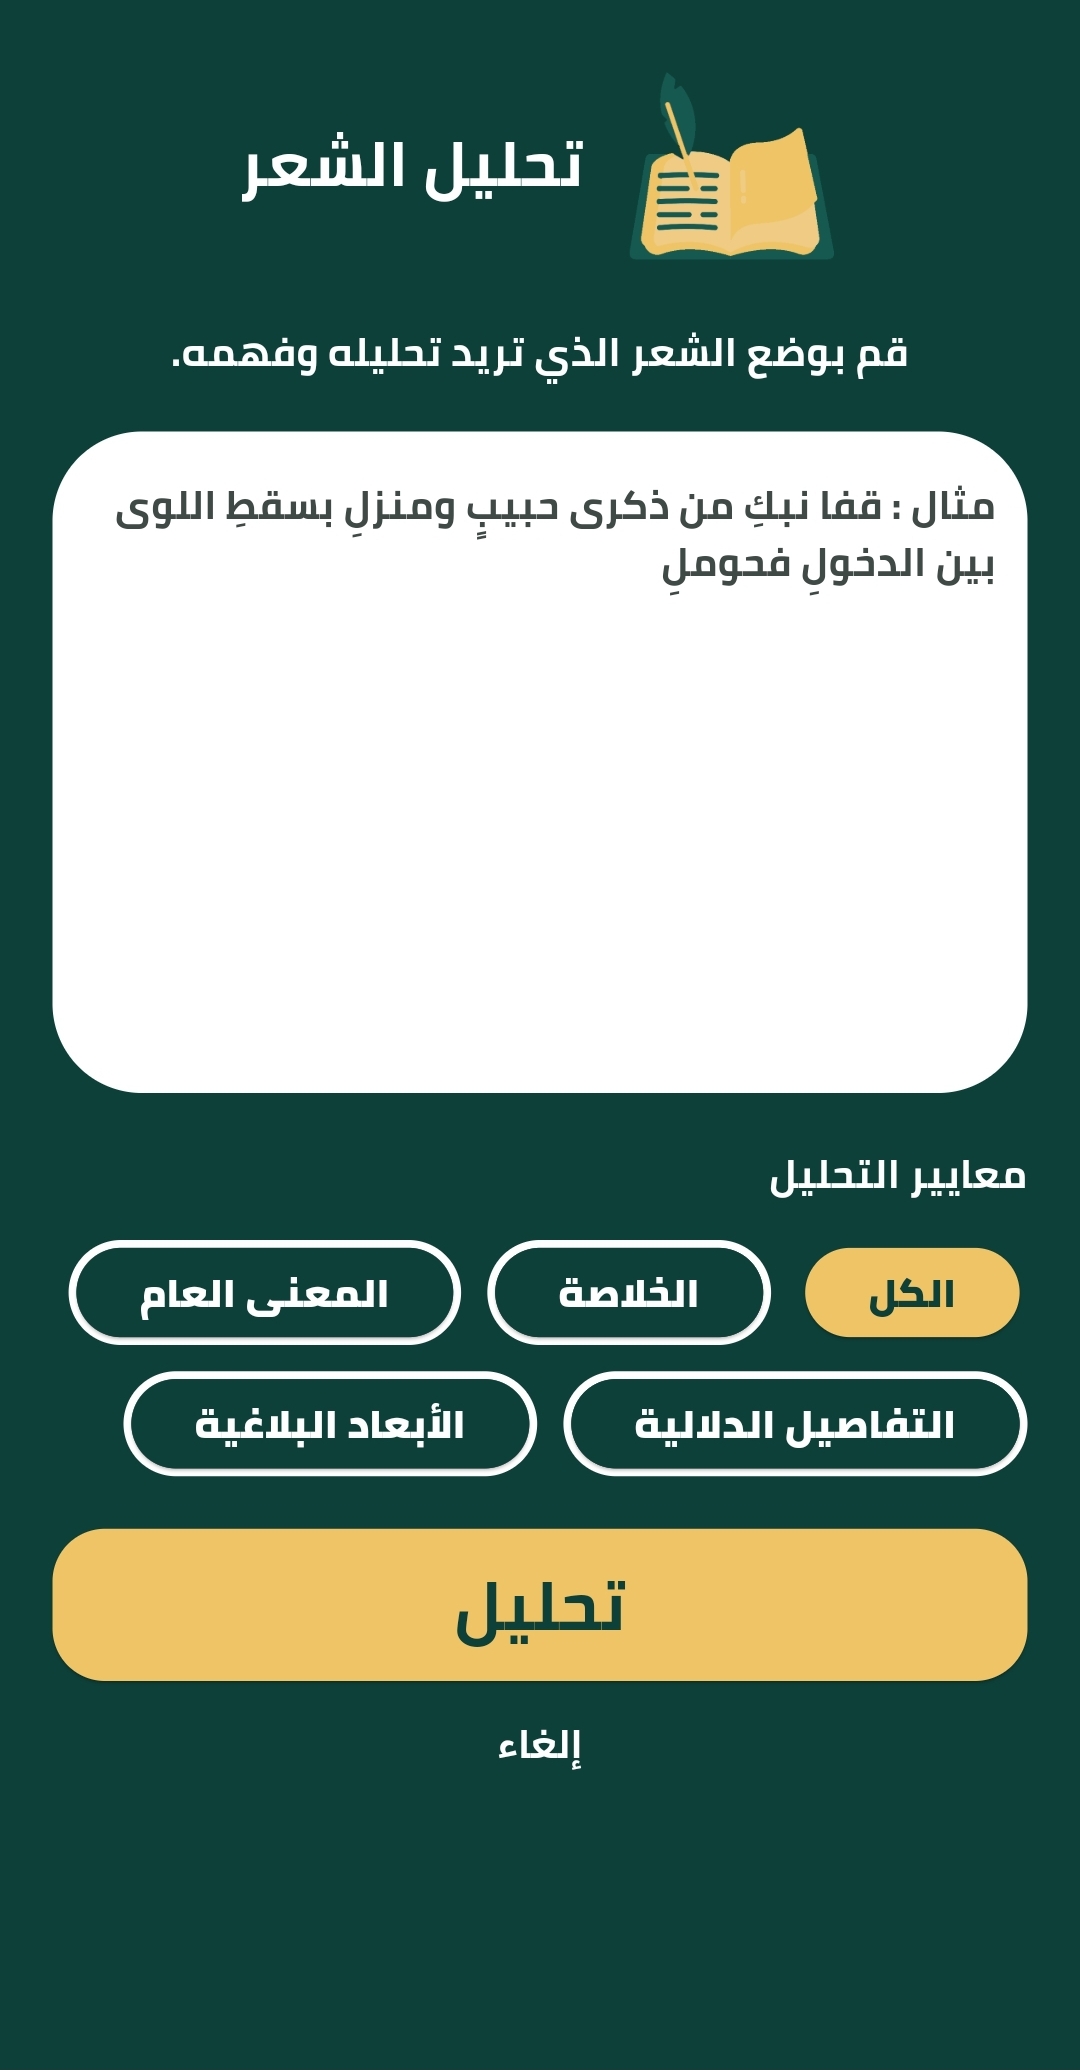 تحليل الشعر
قم بوضع الشعر الذي تريد تحليله وفهمه.
مثال : قفا نبكِ من ذكرى حبيبٍ ومنزلِ بسقطِ اللوى
بين الدخولِ فحوملِ
معايير التحليل
الكل الخلاصة المعنى العام
التفاصيل الدلالية الأبعاد البلاغية
تحليل
إلغاء